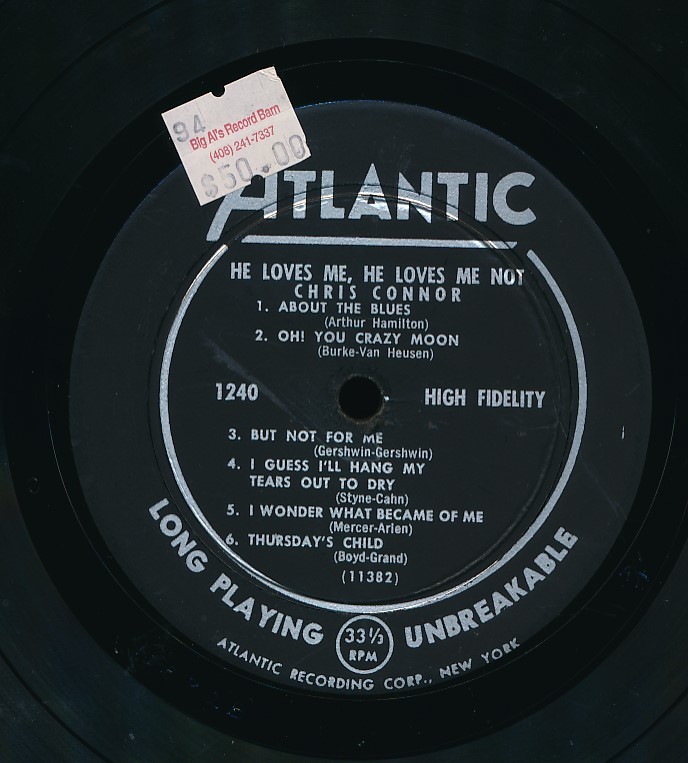 94
Big Al's Record Barn
(408) 241-7337
$50.00
ATLANTIC
HE LOVES ME, HE LOVES ME NOT
CHRIS CONNOR
1. ABOUT THE BLUES
(Arthur Hamilton)
2. OH! YOU CRAZY MOON
(Burke-Van Heusen)
1240
HIGH FIDELITY
3. BUT NOT FOR ME
(Gershwin-Gershwin)
4. I GUESS I'LL HANG MY
TEARS OUT TO DRY
(Styne-Cahn)
5. I WONDER WHAT BECAME OF ME
(Mercer-Arlen)
6. THURSDAY'S CHILD
(Boyd-Grand)
(11382)
LONG PLAYING
33 1/3
RPM
UNBREAKABLE
ATLANTIC RECORDING CORP., NEW YORK